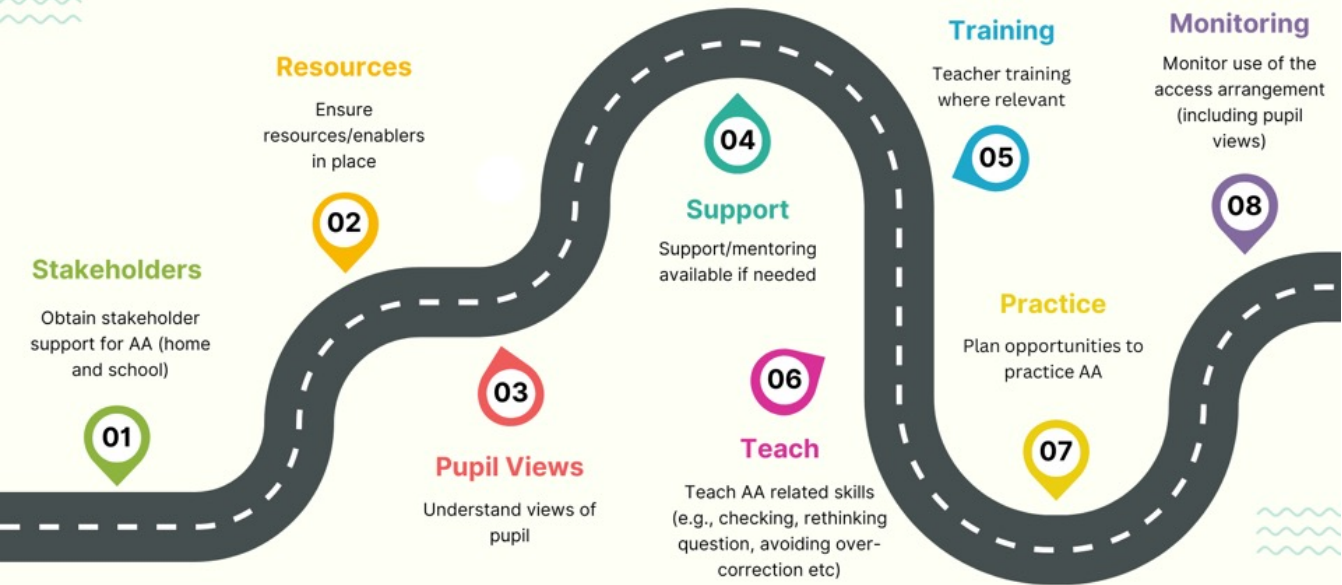 Stakeholders
Obtain stakeholder
support for AA (home
and school)
01
Resources
Ensure
resources/enablers
in place
02
03
Pupil Views
Understand views of
pupil
04
Support
Support/mentoring
available if needed
Training
Teacher training
where relevant
05
06
Teach
Teach AA related skills
(e.g., checking, rethinking
question, avoiding over-
correction etc)
Practice
Plan opportunities to
practice AA
07
Monitoring
Monitor use of the
access arrangement
(including pupil
views)
08